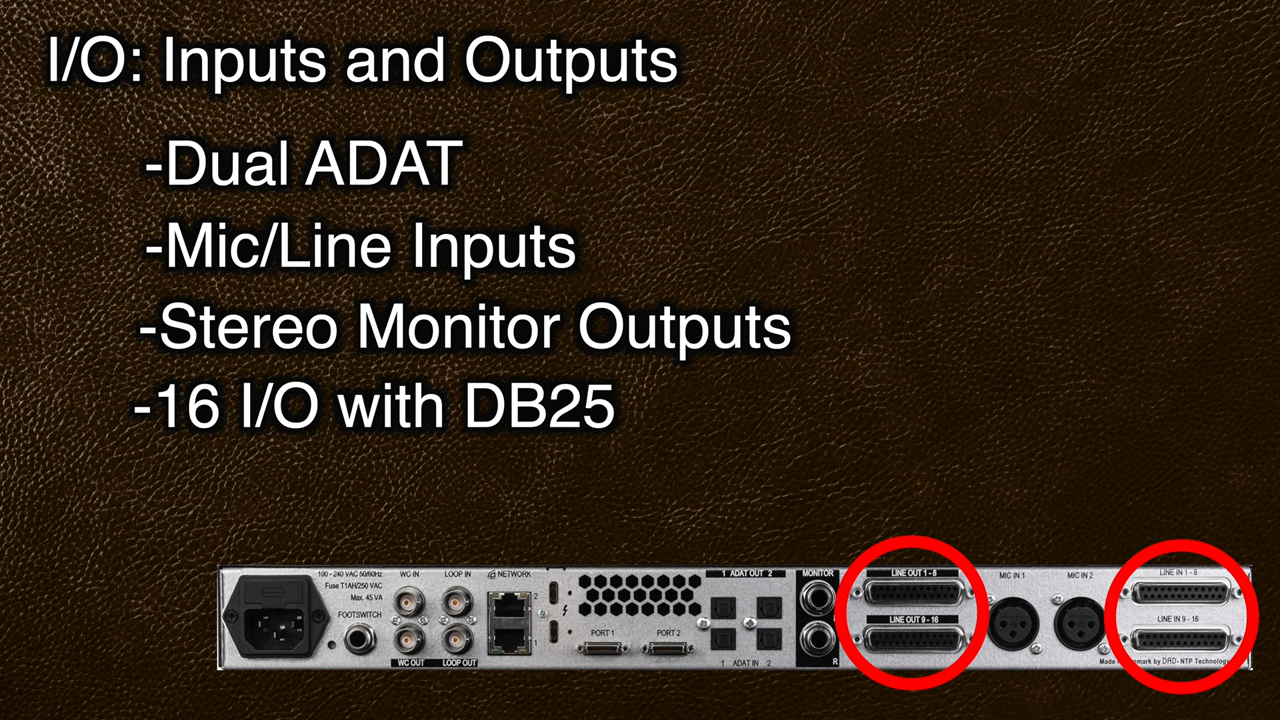 I/O: Inputs and Outputs
-Dual ADAT
-Mic/Line Inputs
-Stereo Monitor Outputs
-16 I/O with DB25
100 - 240 VAC 50/60Hz
Fuse T1AH/250 VAC
Max. 45 VA
FOOTSWITCH
WC IN
LOOP IN
WC OUT
LOOP OUT
NETWORK
2
1
PORT 1
PORT 2
1 ADAT OUT 2
1 ADAT IN 2
MONITOR
R
LINE OUT 1 - 8
LINE OUT 9 - 16
MIC IN 1
MIC IN 2
LINE IN 1 - 8
LINE IN 9 - 16
by DAD - NTP Technology